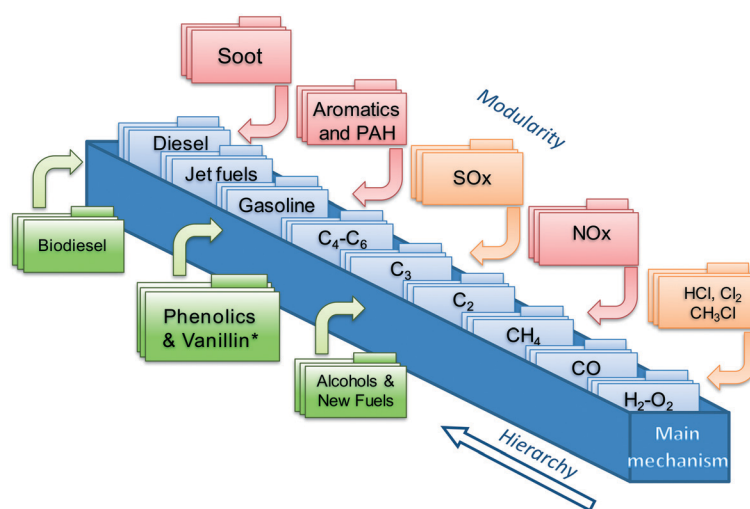 Soot
Aromatics
and PAH
Modularity
SOx
NOx
HCl, Cl₂
CH₃Cl
Diesel
Jet fuels
Gasoline
C₄-C₆
C₃
C₂
CH₄
CO
H₂-O₂
Biodiesel
Phenolics
& Vanillin*
Alcohols &
New Fuels
Hierarchy
Main
mechanism